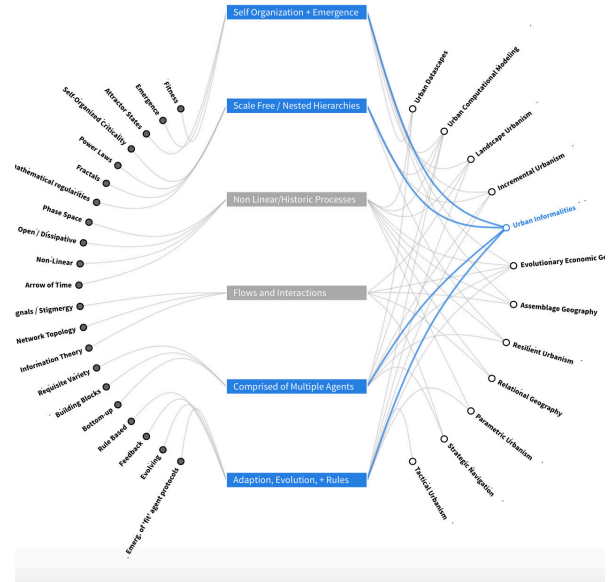 Self Organization + Emergence
Scale Free / Nested Hierarchies
Non Linear/Historic Processes
Flows and Interactions
Comprised of Multiple Agents
Adaption, Evolution, + Rules
Fitness
Emergence
Attractor States
Self-Organized Criticality
Power Laws
Fractals
athematical regularities
Phase Space
Open / Dissipative
Non-Linear
Arrow of Time
gnals / Stigmergy
Network Topology
Information Theory
Requisite Variety
Building Blocks
Bottom-up
Rule Based
Feedback
Evolving
Emerg. of 'fit' agent protocols
Urban Datascapes
Urban Computational Modeling
Landscape Urbanism
Incremental Urbanism
Urban Informalities
Evolutionary Economic Ge
Assemblage Geography
Resilient Urbanism
Relational Geography
Parametric Urbanism
Strategic Navigation
Tactical Urbanism